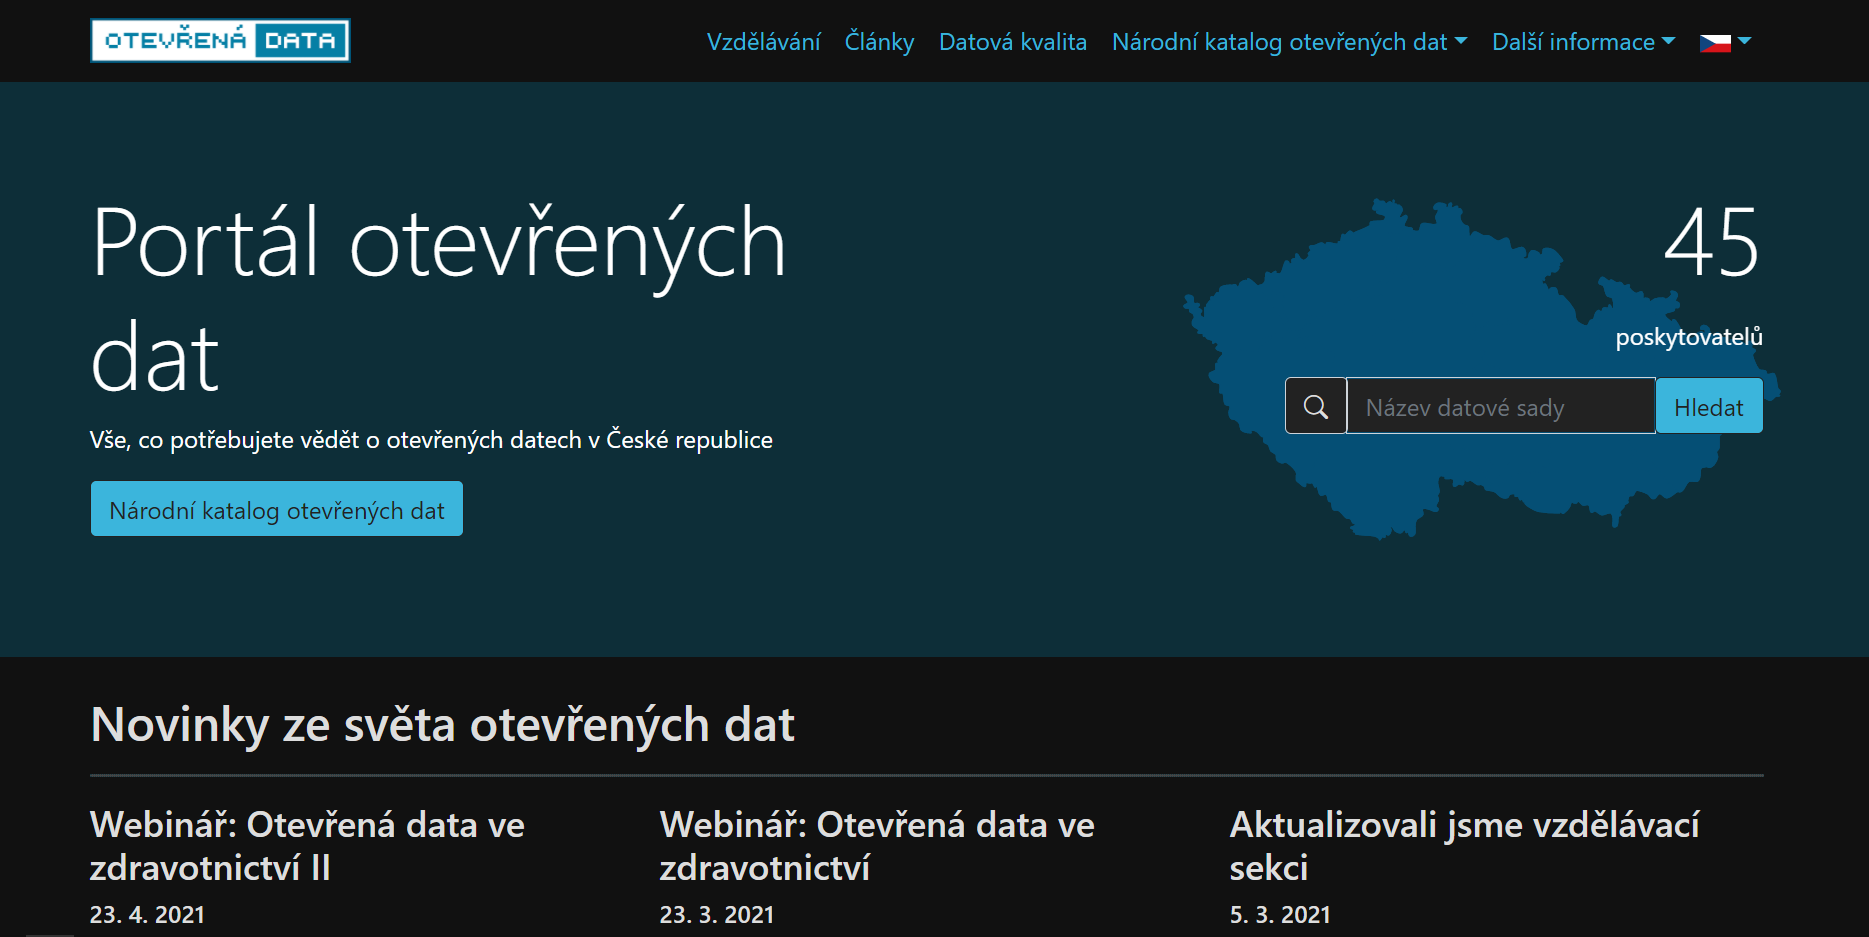 OTEVŘENÁ DATA
Vzdělávání Články Datová kvalita Národní katalog otevřených dat Další informace
Portál otevřených
dat
Vše, co potřebujete vědět o otevřených datech v České republice
Národní katalog otevřených dat
45
poskytovatelů
Název datové sady Hledat
Novinky ze světa otevřených dat
Webinář: Otevřená data ve
zdravotnictví II
23. 4. 2021
Webinář: Otevřená data ve
zdravotnictví
23. 3. 2021
Aktualizovali jsme vzdělávací
sekci
5. 3. 2021